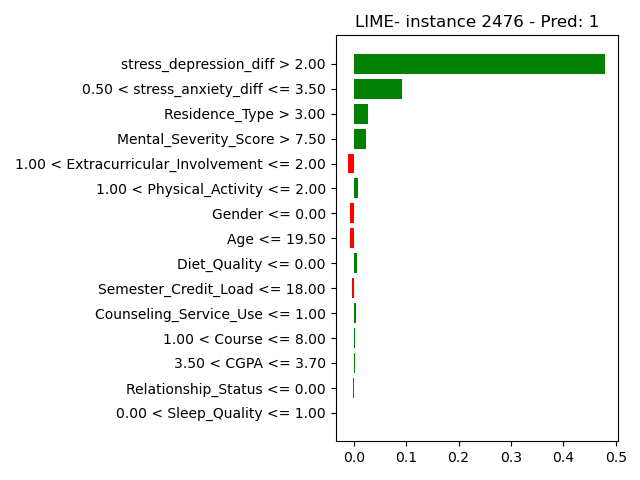 LIME- instance 2476 - Pred: 1
stress_depression_diff > 2.00
0.50 < stress_anxiety_diff <= 3.50
Residence_Type > 3.00
Mental_Severity_Score > 7.50
1.00 < Extracurricular_Involvement <= 2.00
1.00 < Physical_Activity <= 2.00
Gender <= 0.00
Age <= 19.50
Diet_Quality <= 0.00
Semester_Credit_Load <= 18.00
Counseling_Service_Use <= 1.00
1.00 < Course <= 8.00
3.50 < CGPA <= 3.70
Relationship_Status <= 0.00
0.00 < Sleep_Quality <= 1.00
0.0 0.1 0.2 0.3 0.4 0.5